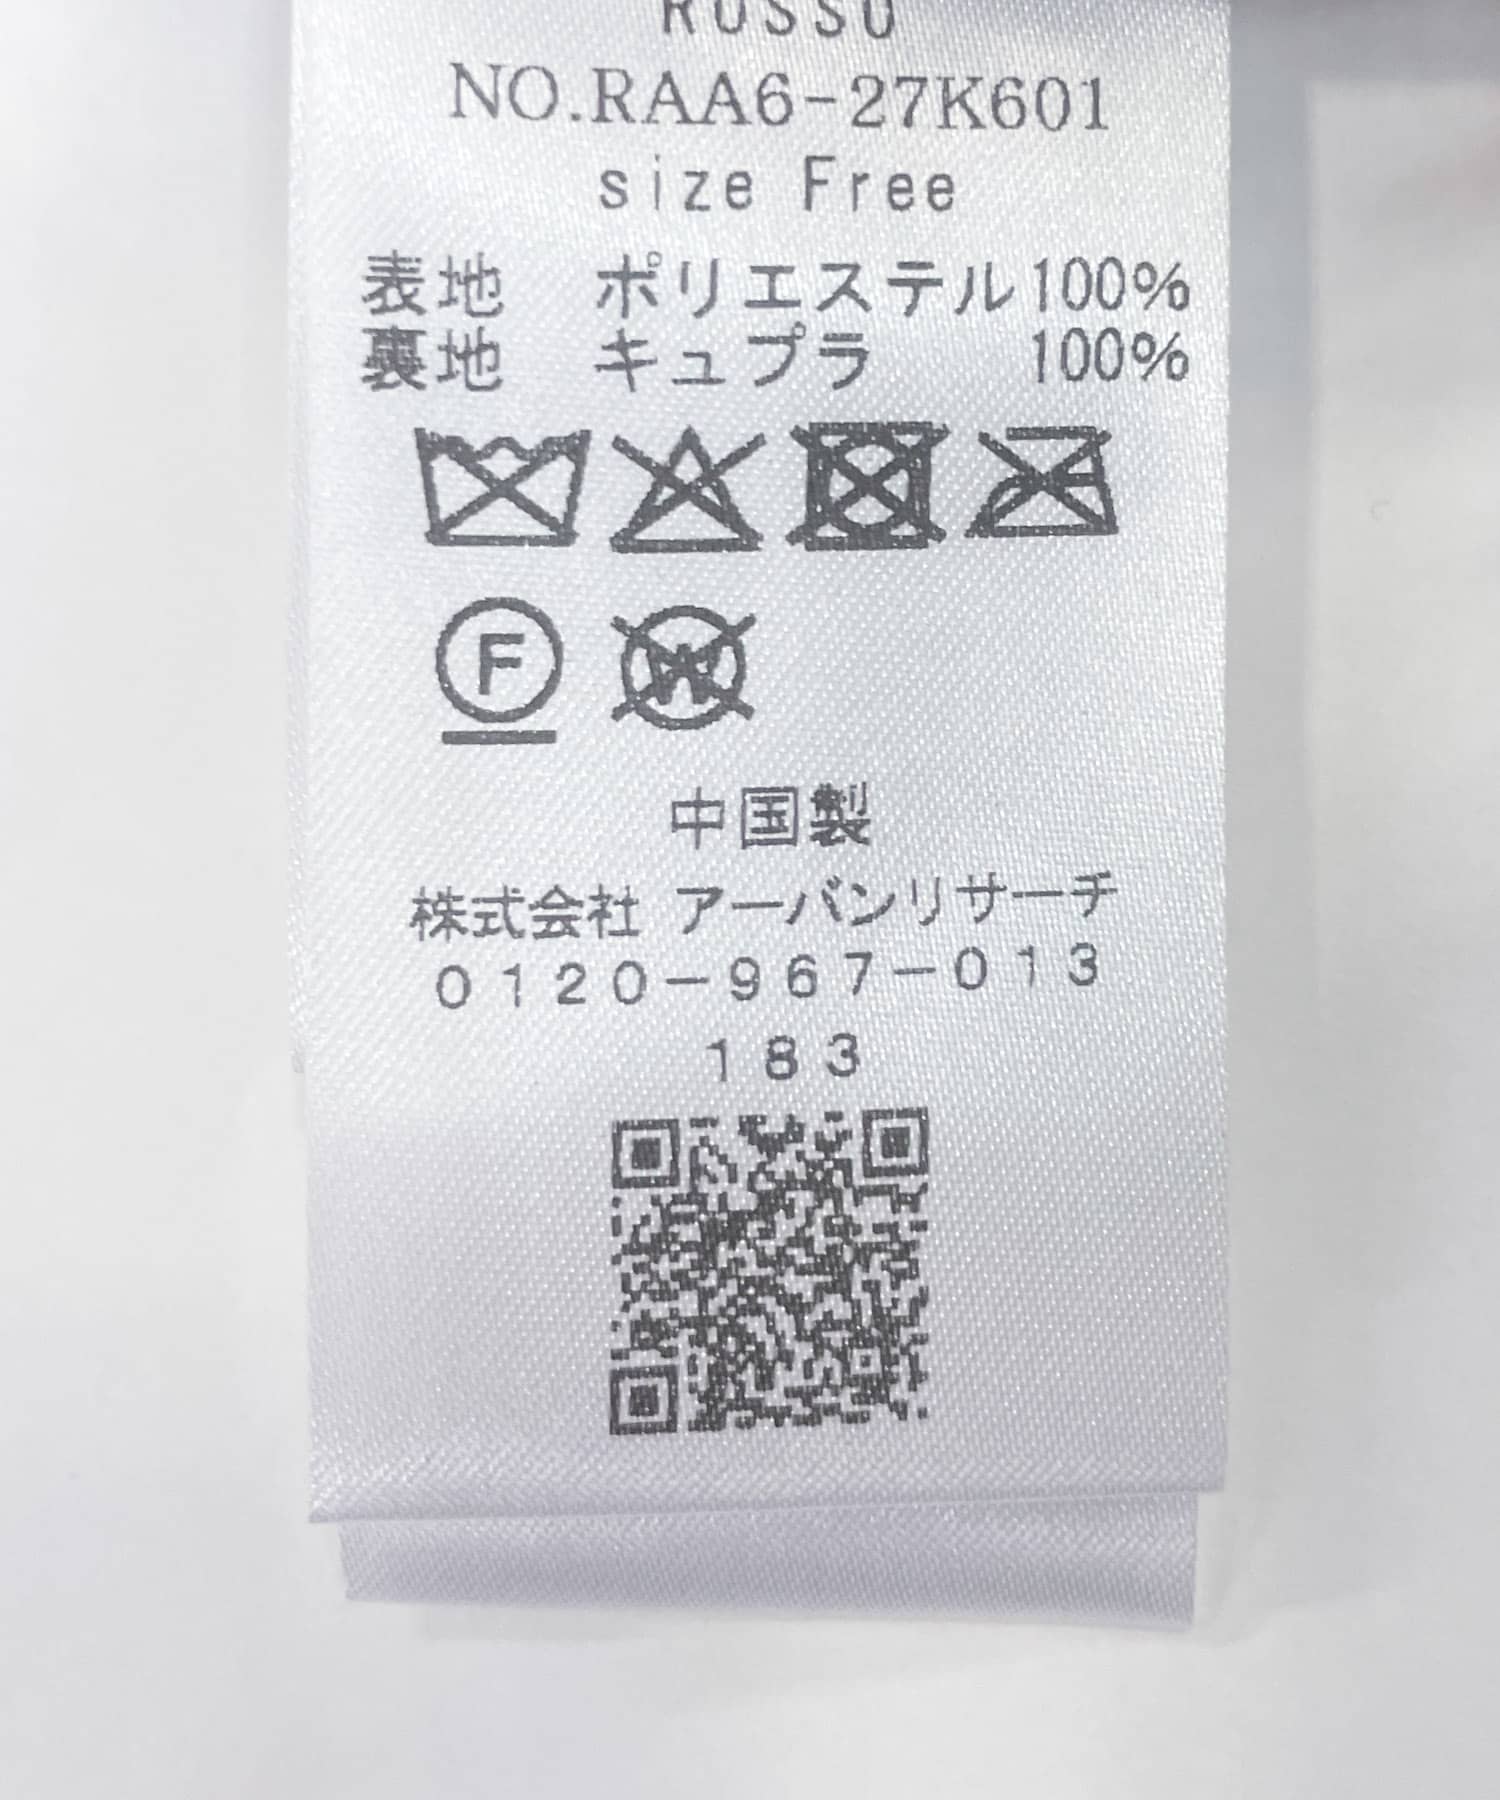 ROSSO
NO.RAA6-27K601
size Free
表地 ポリエステル100%
裏地 キュプラ 100%
F
W
中国製
株式会社 アーバンリサーチ
0120-967-013
183